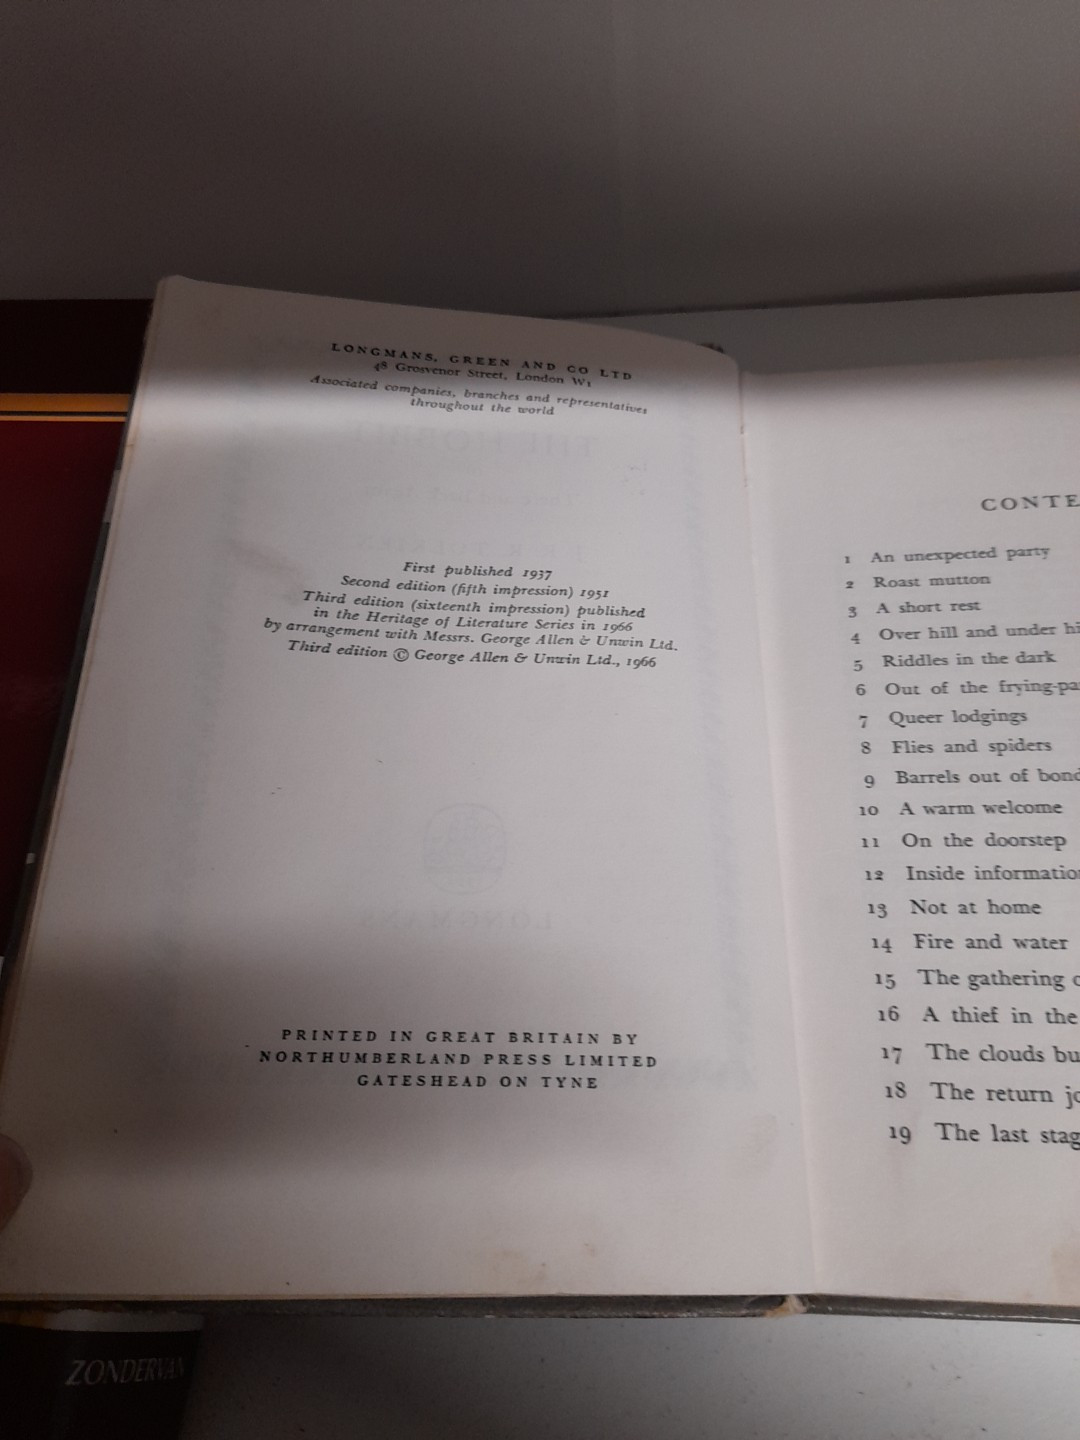 LONGMANS, GREEN AND CO LTD
48 Grosvenor Street, London W1
Associated companies, branches and representatives
throughout the world
First published 1937
Second edition (fifth impression) 1951
Third edition (sixteenth impression) published
in the Heritage of Literature Series in 1966
by arrangement with Messrs. George Allen & Unwin Ltd.
Third edition © George Allen & Unwin Ltd., 1966
PRINTED IN GREAT BRITAIN BY
NORTHUMBERLAND PRESS LIMITED
GATESHEAD ON TYNE
CONTE
1 An unexpected party
2 Roast mutton
3 A short rest
4 Over hill and under hi
5 Riddles in the dark
6 Out of the frying-pa
7 Queer lodgings
8 Flies and spiders
9 Barrels out of bond
10 A warm welcome
11 On the doorstep
12 Inside informatio
13 Not at home
14 Fire and water
15 The gathering
16 A thief in the
17 The clouds bu
18 The return jo
19 The last stag
ZONDERVAN